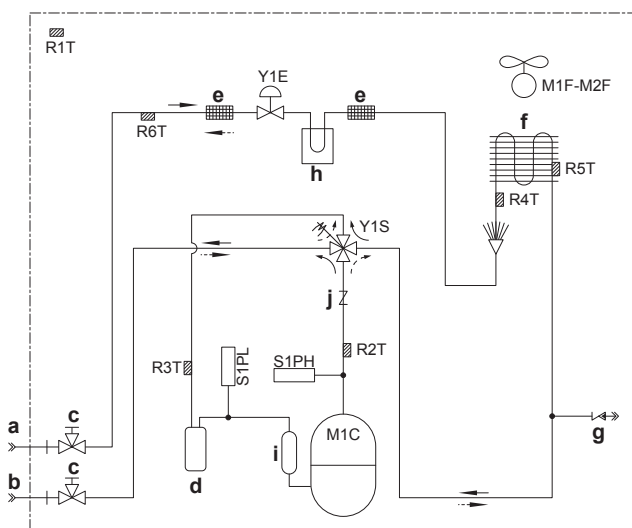 R1T
Y1E
M1F-M2F
e
e
f
R6T
h
R5T
R4T
Y1S
j
R2T
R3T
S1PL
S1PH
a
c
M1C
g
b
c
d
i